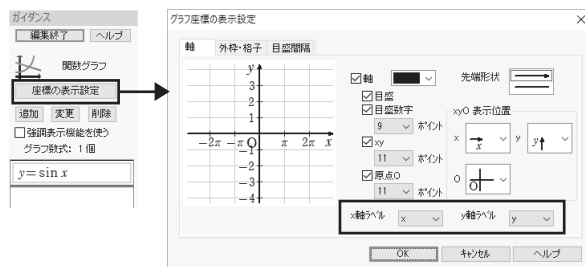 ガイダンス
編集終了 ヘルプ
関数グラフ
座標の表示設定
追加 変更 削除
強調表示機能を使う
グラフ数式: 1個
y=sin x
グラフ座標の表示設定
軸 外枠・格子 目盛間隔
y
3
2
1
−2π −π O π 2π x
−1
−2
−3
−4
軸
先端形状
目盛
目盛数字
9 ポイント
xy
11 ポイント
原点O
11 ポイント
xyO 表示位置
x x y y
O O
x軸ラベル x y軸ラベル y
OK キャンセル ヘルプ